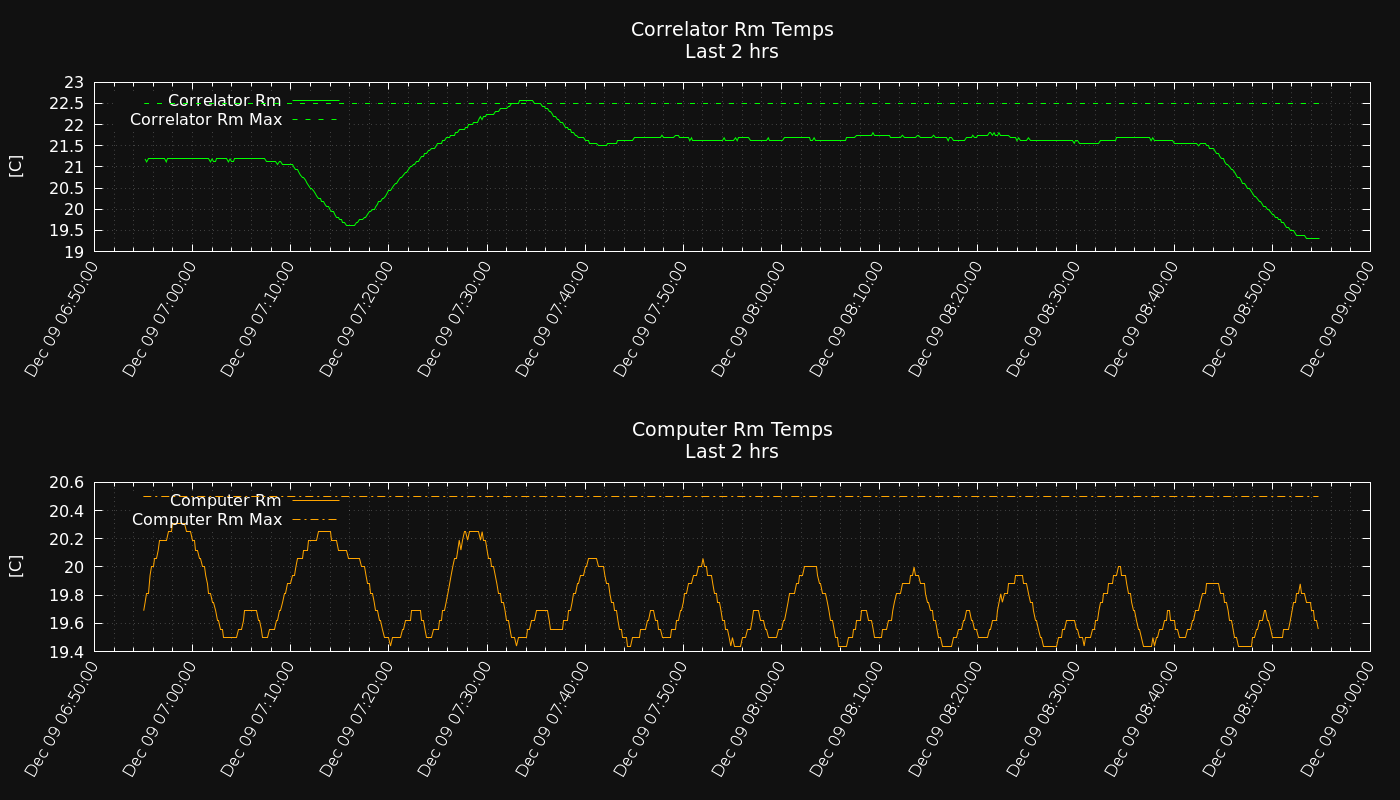 Correlator Rm Temps
Last 2 hrs
Correlator Rm
Correlator Rm Max
[C]
23
22.5
22
21.5
21
20.5
20
19.5
19
Dec 09 06:50:00
Dec 09 07:00:00
Dec 09 07:10:00
Dec 09 07:20:00
Dec 09 07:30:00
Dec 09 07:40:00
Dec 09 07:50:00
Dec 09 08:00:00
Dec 09 08:10:00
Dec 09 08:20:00
Dec 09 08:30:00
Dec 09 08:40:00
Dec 09 08:50:00
Dec 09 09:00:00
Computer Rm Temps
Last 2 hrs
Computer Rm
Computer Rm Max
[C]
20.6
20.4
20.2
20
19.8
19.6
19.4
Dec 09 06:50:00
Dec 09 07:00:00
Dec 09 07:10:00
Dec 09 07:20:00
Dec 09 07:30:00
Dec 09 07:40:00
Dec 09 07:50:00
Dec 09 08:00:00
Dec 09 08:10:00
Dec 09 08:20:00
Dec 09 08:30:00
Dec 09 08:40:00
Dec 09 08:50:00
Dec 09 09:00:00